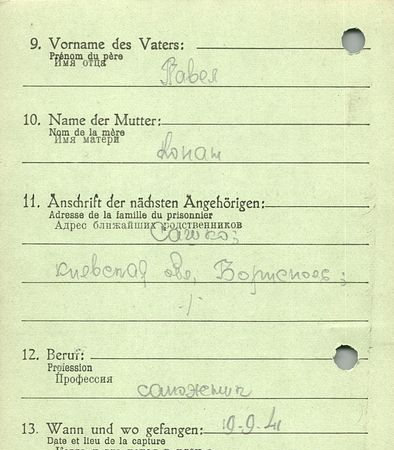 9. Vorname des Vaters:
Prénom du père
Имя отца
Павел
10. Name der Mutter:
Nom de la mère
Имя матери
11. Anschrift der nächsten Angehörigen:
Adresse de la famille du prisonnier
Адрес ближайших родственников
Сашко;
киевская обл. Борисполь;
12. Beruf:
Profession
Профессия
сапожник
13. Wann und wo gefangen:
19-9-41
Date et lieu de la capture